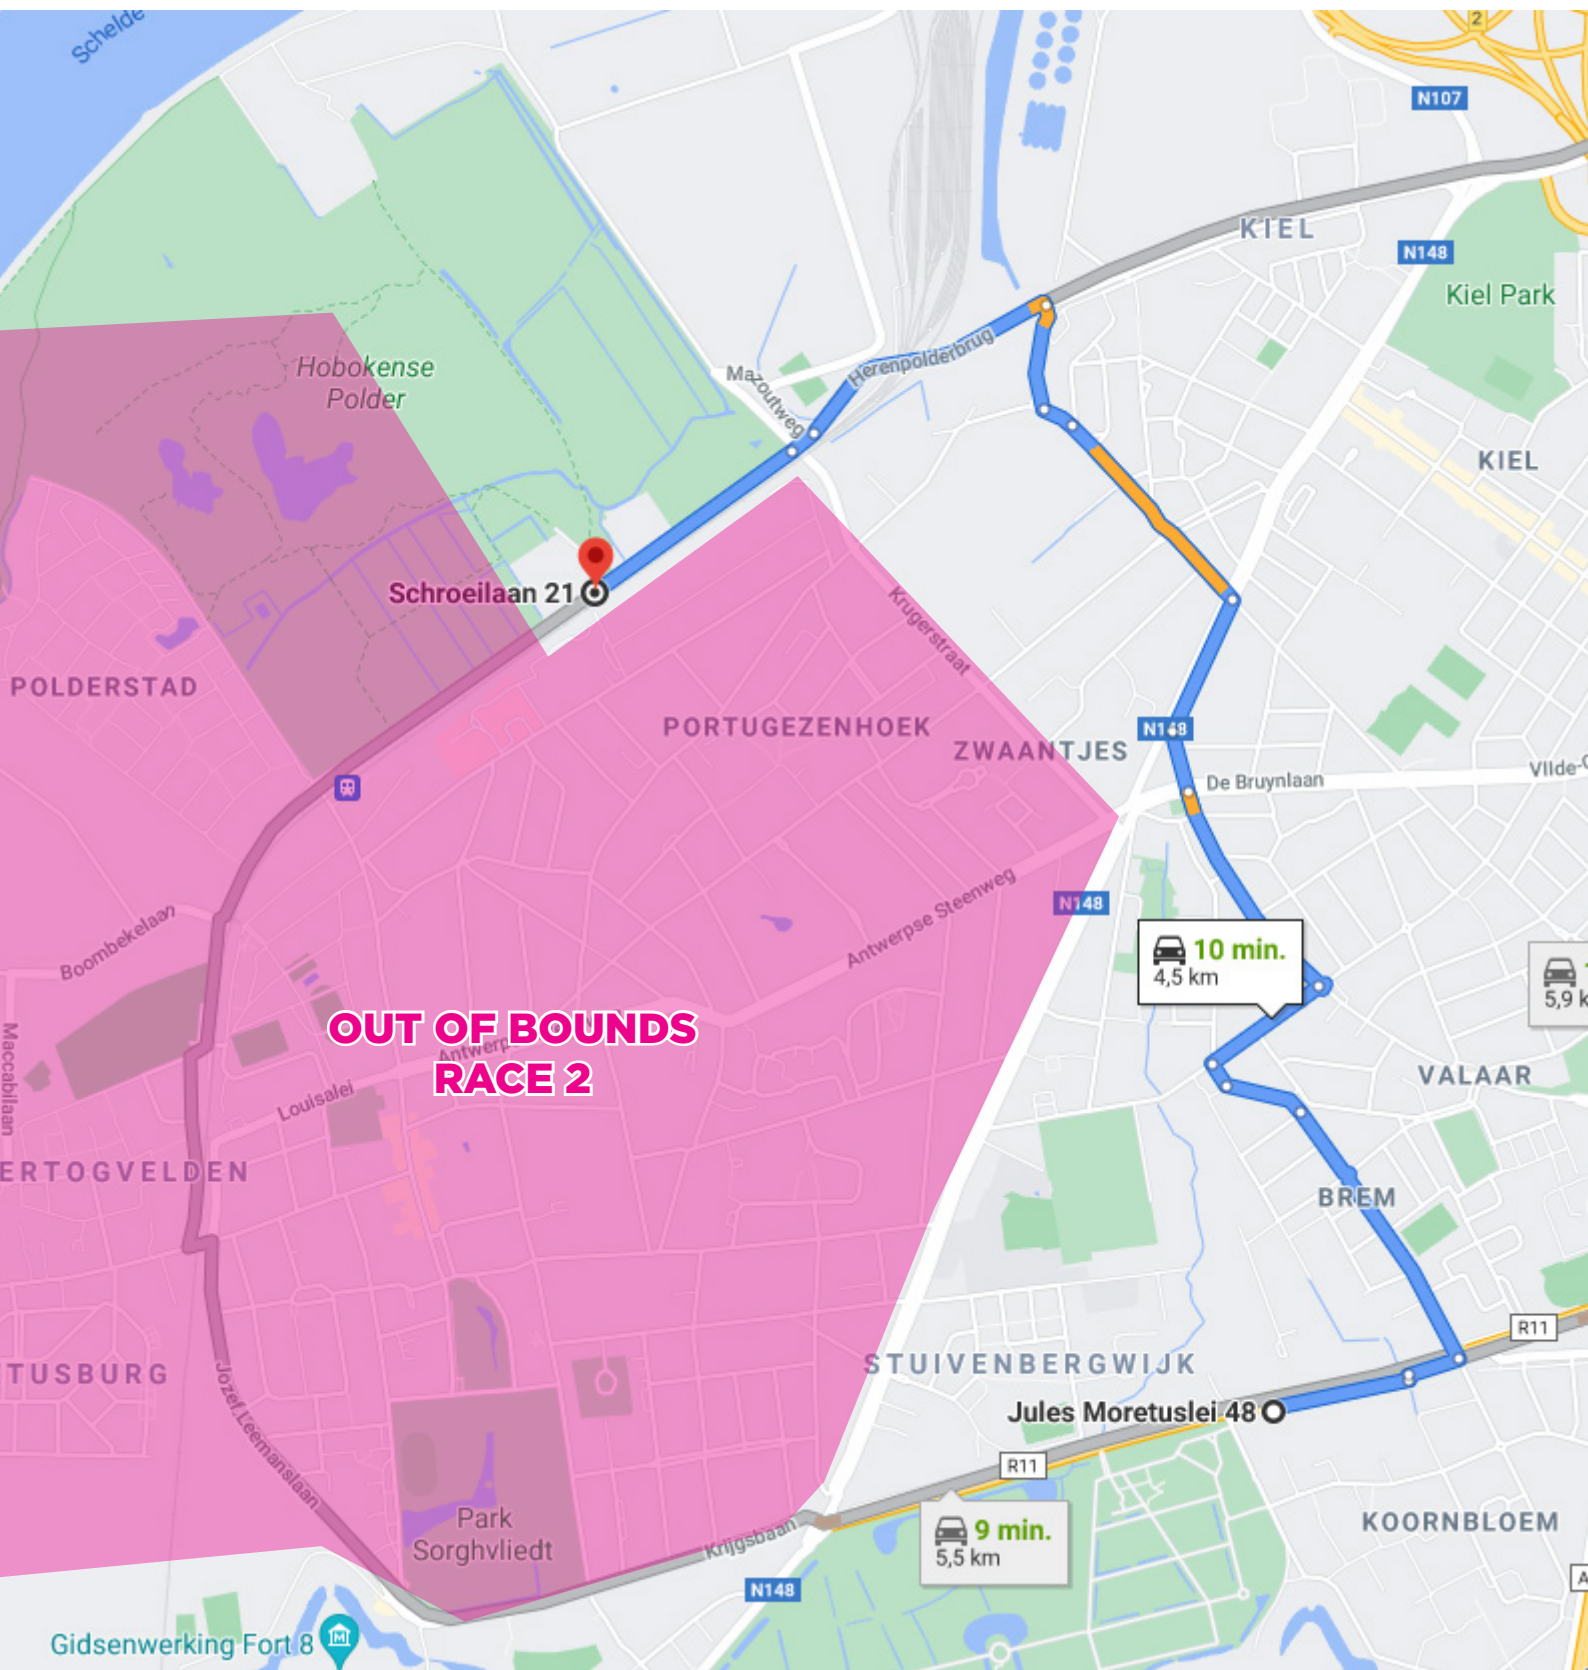 Schelde
2
N107
KIEL
N148
Kiel Park
Hobokense
Polder
Mazoutweg
Herenpolderbrug
KIEL
Schroeilaan 21
Krugerstraat
POLDERSTAD
PORTUGEZENHOEK
N148
ZWAANTJES
De Bruynlaan
VIIde-
N148
Boombekelaan
Antwerpse Steenweg
10 min.
4,5 km
5,9 k
OUT OF BOUNDS
RACE 2
Antwerp
Louisalei
Maccabilaan
VALAAR
ERTOGVELDEN
BREM
R11
TUSBURG
STUIVENBERGWIJK
Jozef Leemanslaan
Jules Moretuslei 48
R11
Park
Sorghvliedt
Krijgsbaan
9 min.
5,5 km
KOORNBLOEM
N148
A
Gidsenwerking Fort 8